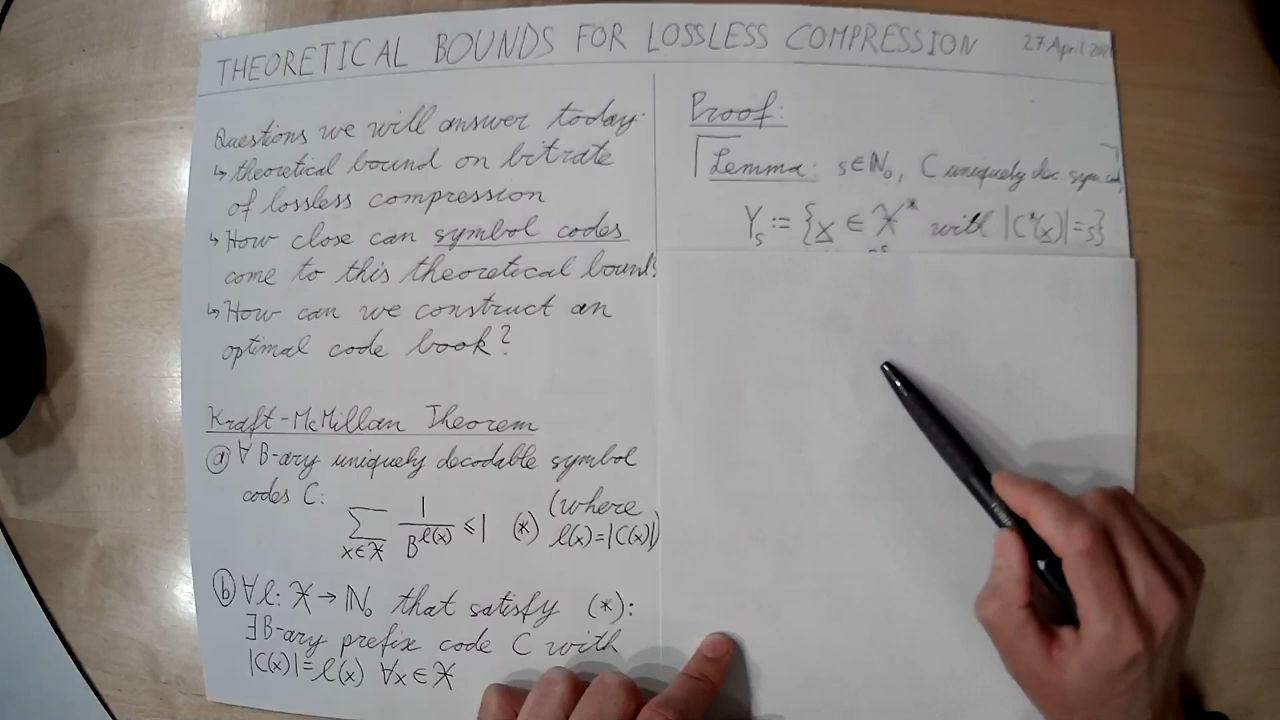 THEORETICAL BOUNDS FOR LOSSLESS COMPRESSION
27 April
Questions we will answer today:
↳ theoretical bound on bitrate
of lossless compression
↳ How close can symbol codes
come to this theoretical bound?
↳ How can we construct an
optimal code book?
Kraft-McMillan Theorem
(a) ∀ B-ary uniquely decodable symbol
codes C:
∑_{x∈𝒳} 1/B^{ℓ(x)} ≤ 1 (*) (where
ℓ(x)=|C(x)|)
(b) ∀ℓ: 𝒳 → ℕ₀ that satisfy (*):
∃ B-ary prefix code C with
|C(x)| = ℓ(x) ∀x ∈ 𝒳
Proof:
Lemma: s∈ℕ₀, C uniquely dec
Y_s := {x ∈ 𝒳* with |C*(x)|=s}